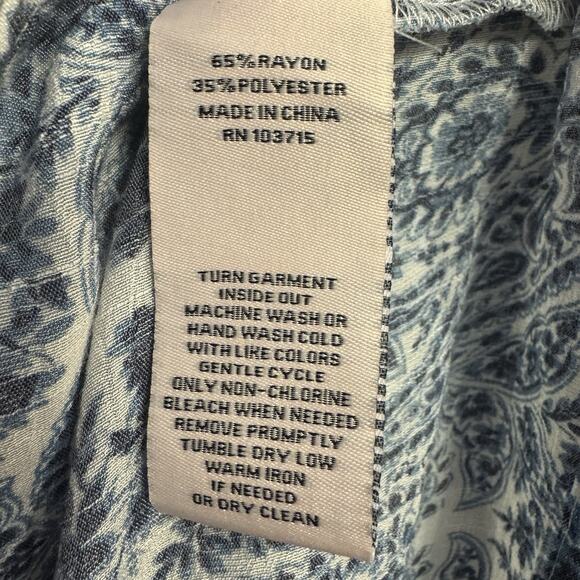 65% RAYON
35% POLYESTER
MADE IN CHINA
RN 103715
TURN GARMENT
INSIDE OUT
MACHINE WASH OR
HAND WASH COLD
WITH LIKE COLORS
GENTLE CYCLE
ONLY NON-CHLORINE
BLEACH WHEN NEEDED
REMOVE PROMPTLY
TUMBLE DRY LOW
WARM IRON
IF NEEDED
OR DRY CLEAN